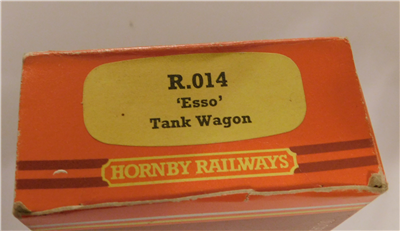 R.014
‘Esso’
Tank Wagon
HORNBY RAILWAYS